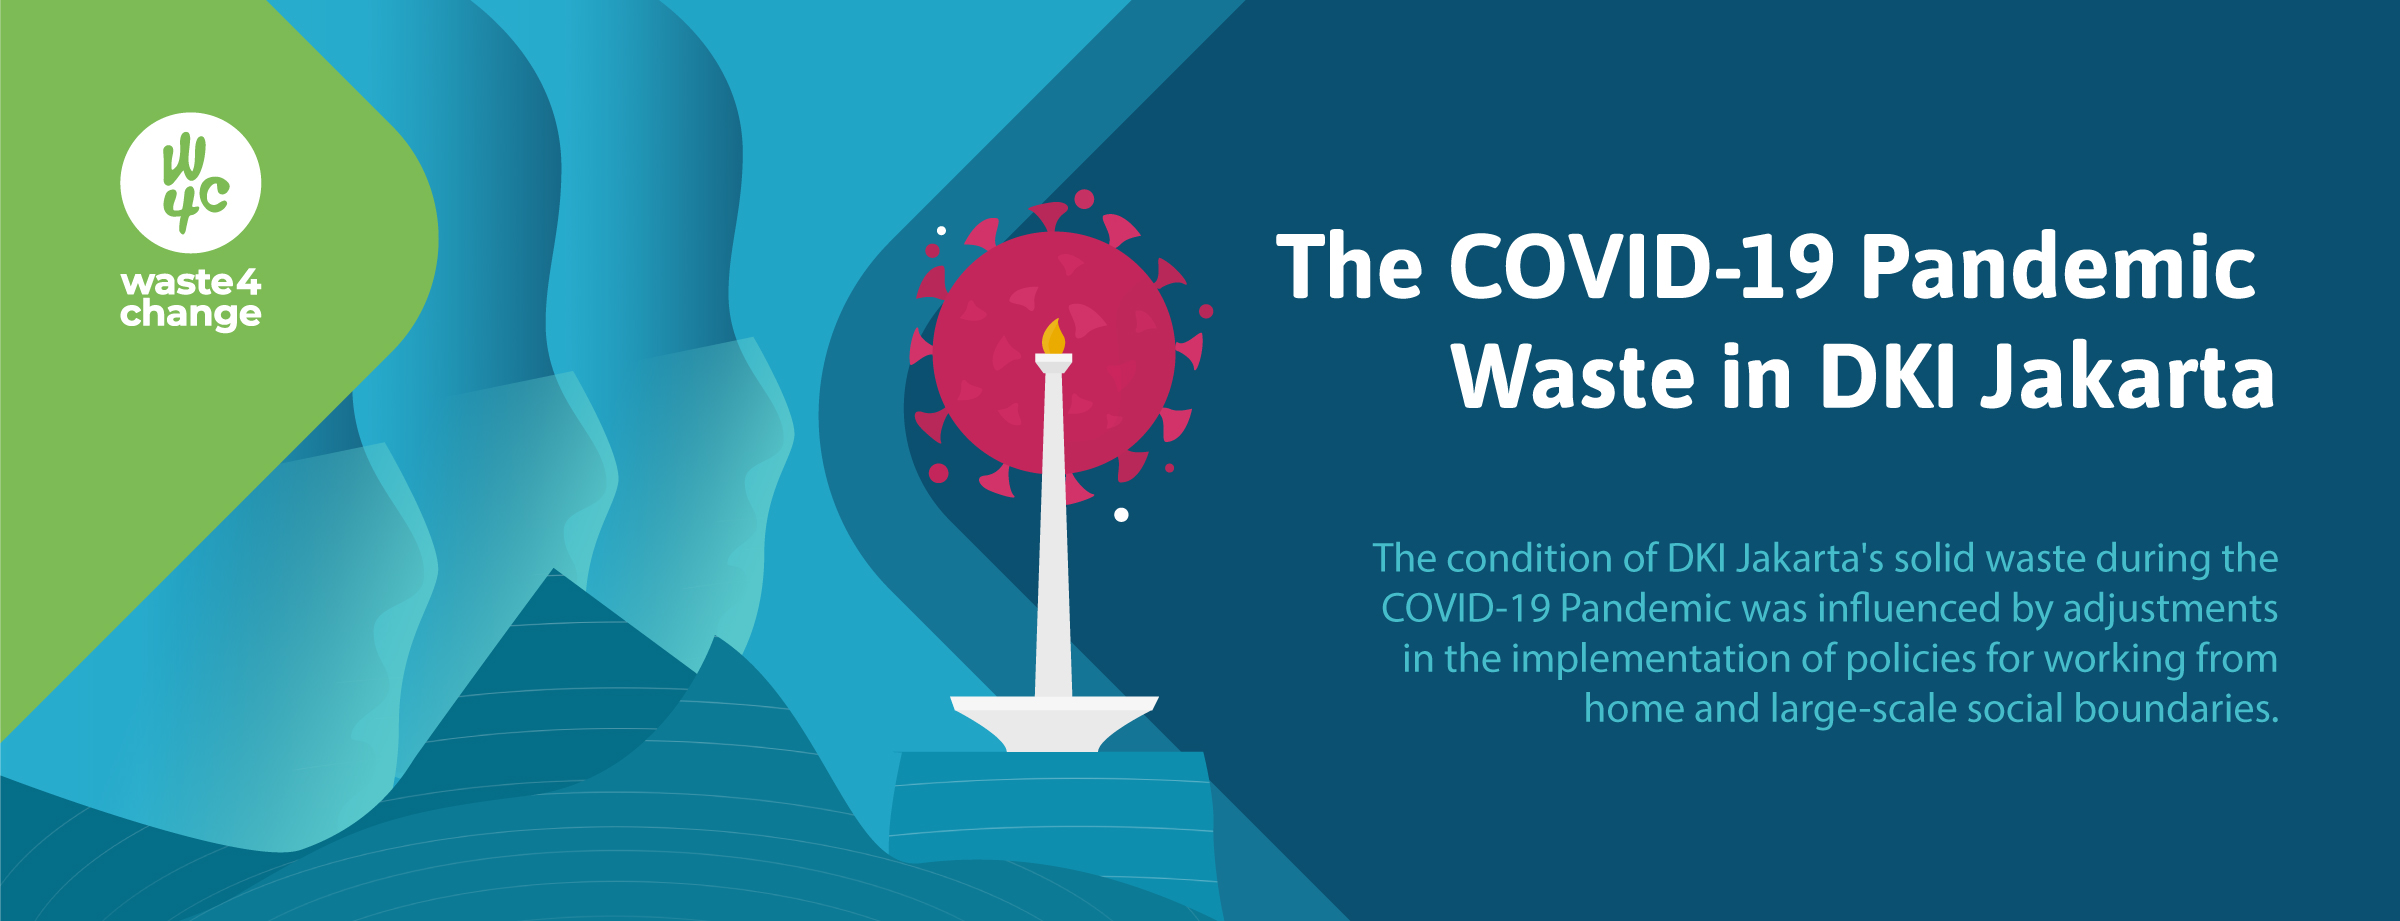 W
4C
waste4
change
The COVID-19 Pandemic
Waste in DKI Jakarta
The condition of DKI Jakarta's solid waste during the
COVID-19 Pandemic was influenced by adjustments
in the implementation of policies for working from
home and large-scale social boundaries.